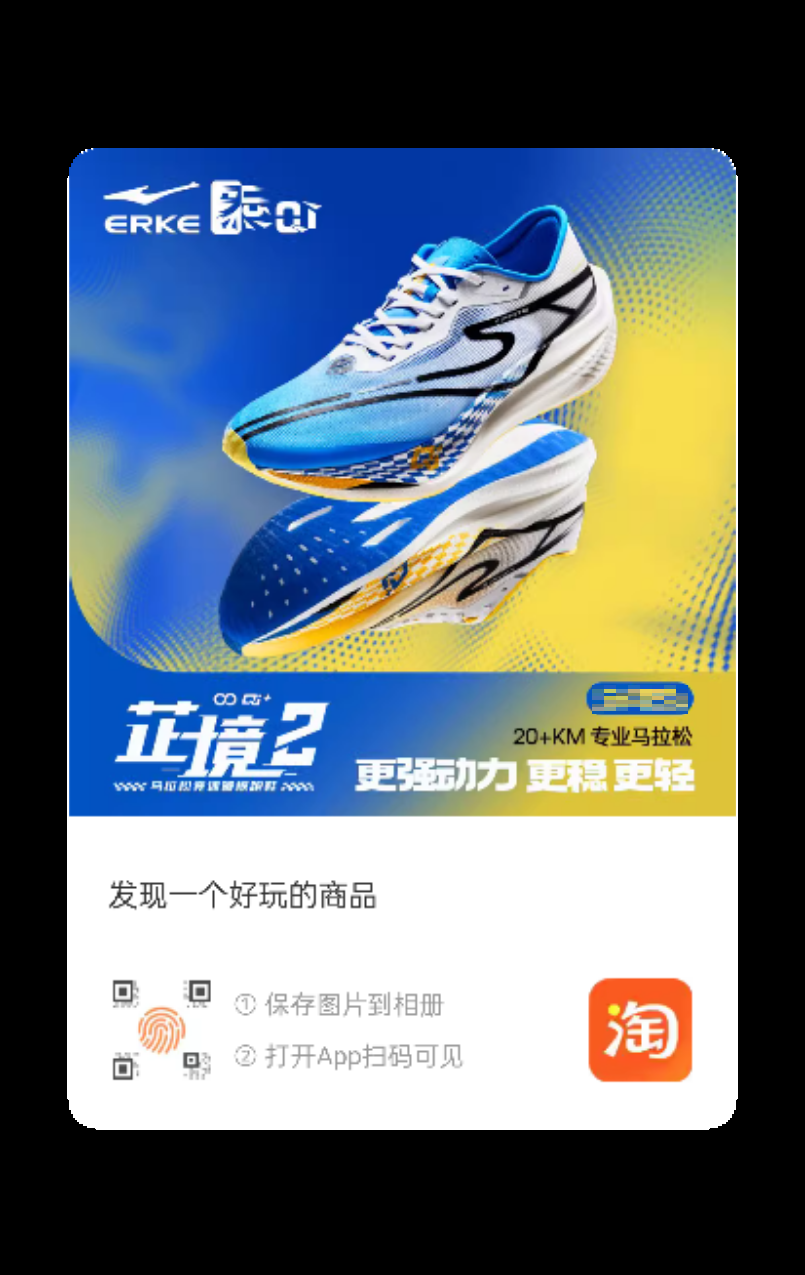 ERKE
芷境2
20+KM 专业马拉松
更强动力 更稳 更轻
发现一个好玩的商品
① 保存图片到相册
② 打开App扫码可见
淘